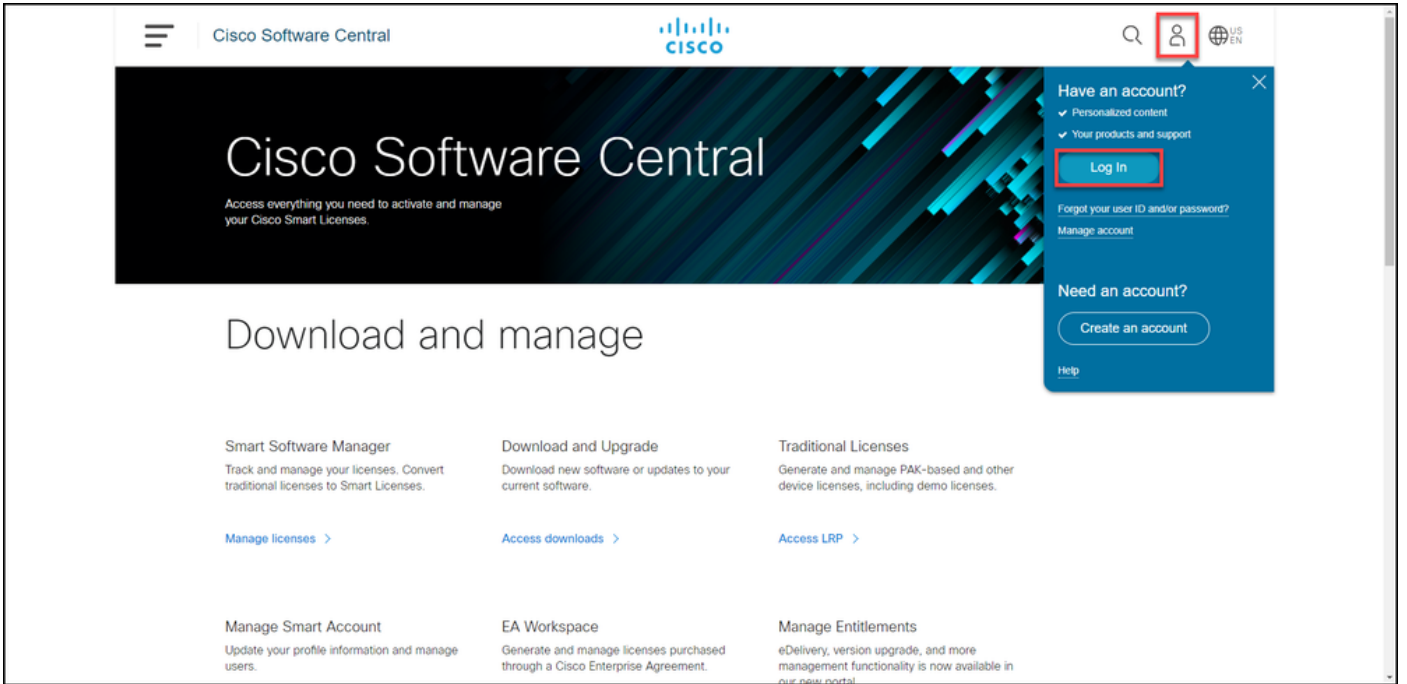 Cisco Software Central
CISCO
US
EN
Have an account?
Personalized content
Your products and support
Log In
Forgot your user ID and/or password?
Manage account
Need an account?
Create an account
Help
Cisco Software Central
Access everything you need to activate and manage
your Cisco Smart Licenses.
Download and manage
Smart Software Manager
Track and manage your licenses. Convert
traditional licenses to Smart Licenses.
Manage licenses
Download and Upgrade
Download new software or updates to your
current software.
Access downloads
Traditional Licenses
Generate and manage PAK-based and other
device licenses, including demo licenses.
Access LRP
Manage Smart Account
Update your profile information and manage
users.
EA Workspace
Generate and manage licenses purchased
through a Cisco Enterprise Agreement.
Manage Entitlements
eDelivery, version upgrade, and more
management functionality is now available in
our new portal